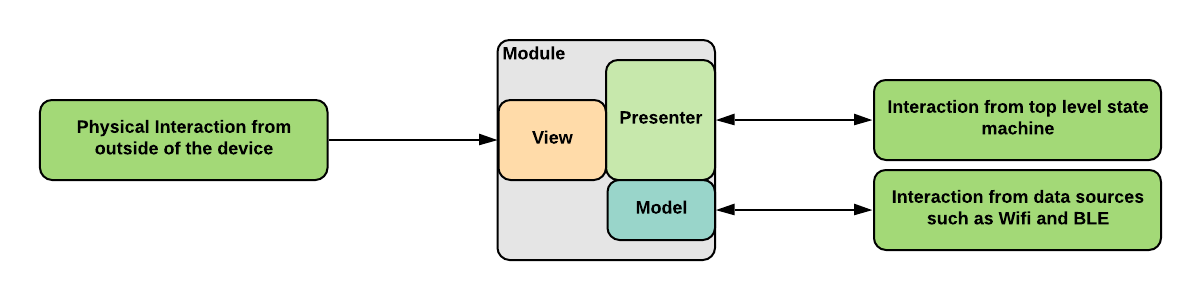 Module
Physical Interaction from
outside of the device
View
Presenter
Model
Interaction from top level state
machine
Interaction from data sources
such as Wifi and BLE